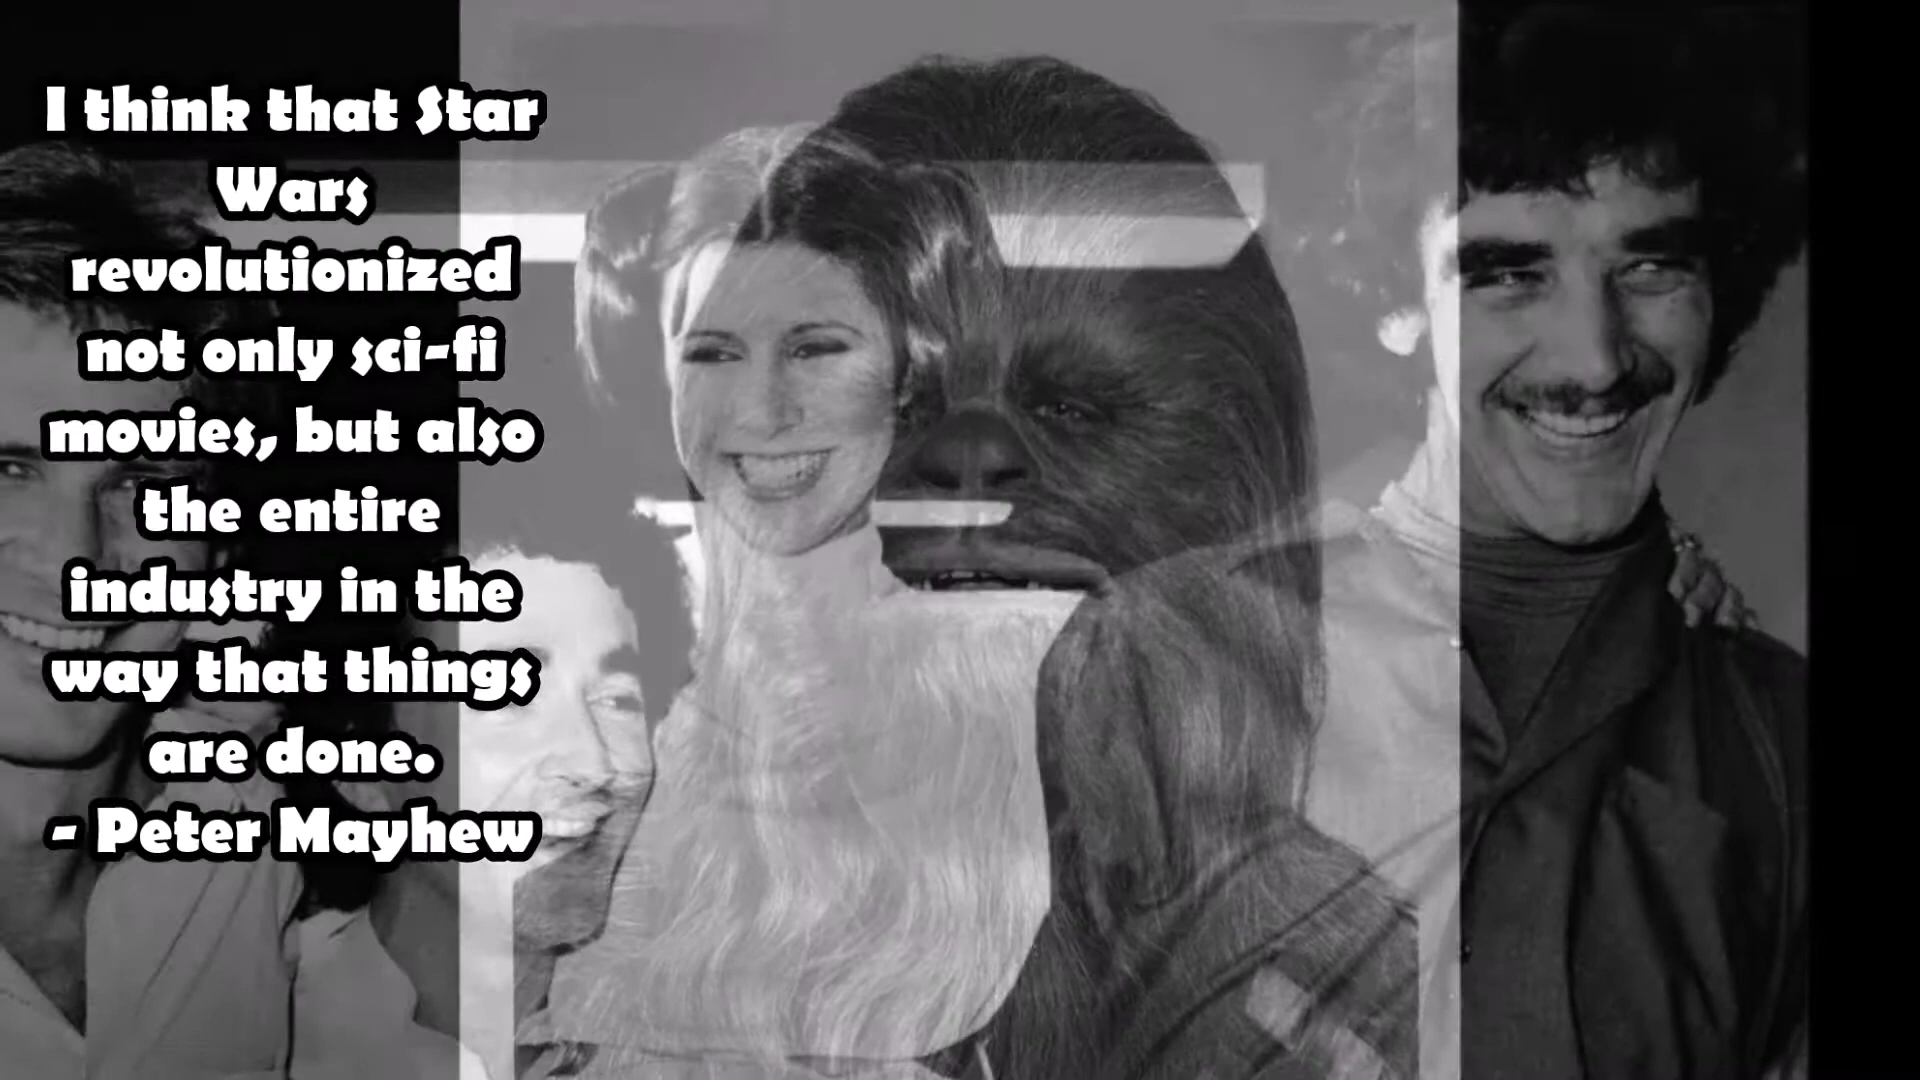 I think that Star
Wars
revolutionized
not only sci-fi
movies, but also
the entire
industry in the
way that things
are done.
- Peter Mayhew